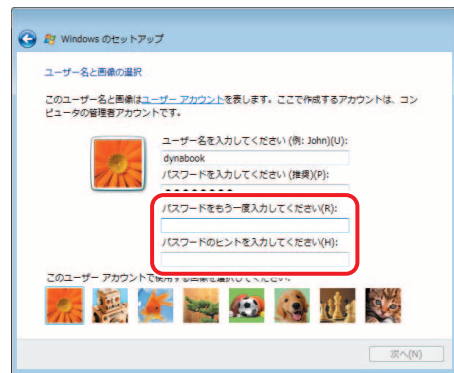 Windows のセットアップ
ユーザー名と画像の選択
このユーザー名と画像はユーザー アカウントを表します。ここで作成するアカウントは、コン
ピュータの管理者アカウントです。
ユーザー名を入力してください (例: John)(U):
dynabook
パスワードを入力してください (推奨)(P):
●●●●●●●●
パスワードをもう一度入力してください(R):
パスワードのヒントを入力してください(H):
このユーザー アカウントで使用する画像を選択してください:
次へ(N)